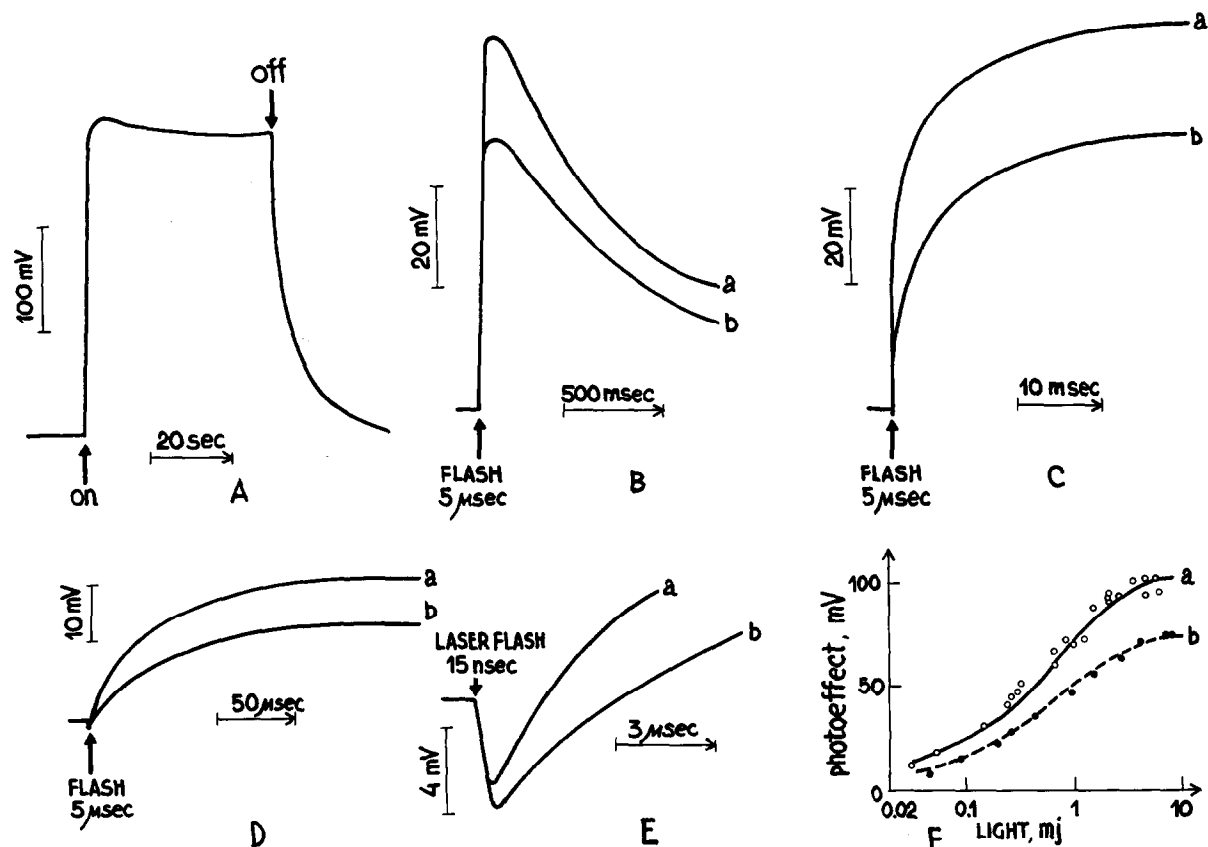 off
100 mV
20 sec
on
A
20 mV
a
b
500 msec
FLASH
5 μsec
B
20 mV
a
b
10 msec
FLASH
5 μsec
C
10 mV
a
b
50 μsec
FLASH
5 μsec
D
LASER FLASH
15 nsec
a
b
3 μsec
4 mV
E
photoeffect, mV
100
50
0
a
b
0.02 0.1 1 10
LIGHT, mj
F